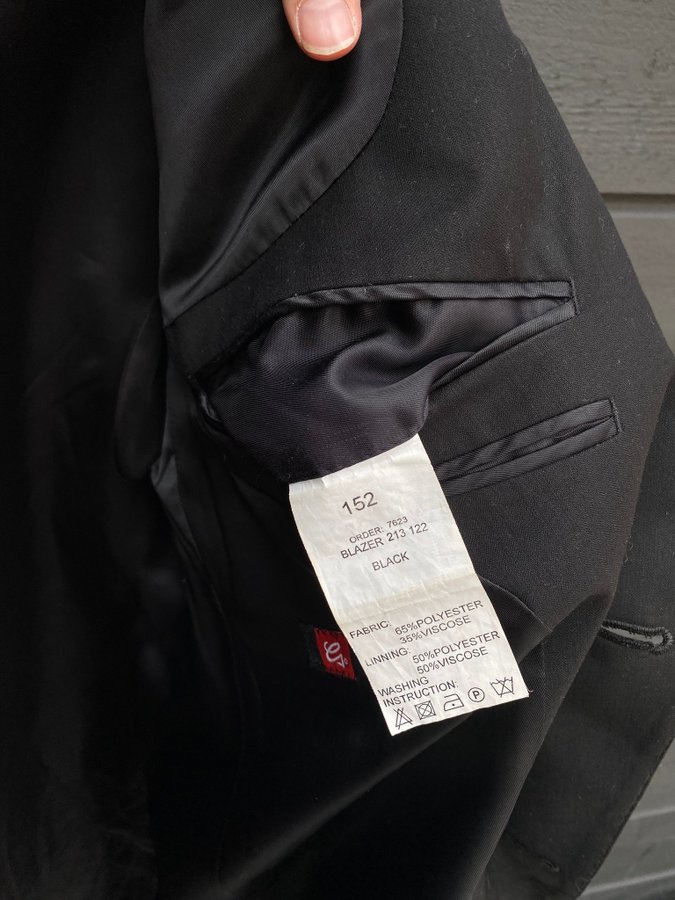 152
ORDER: 7623
BLAZER 213 122
BLACK
FABRIC: 65%POLYESTER
35%VISCOSE
LINNING: 50%POLYESTER
50%VISCOSE
WASHING
INSTRUCTION: